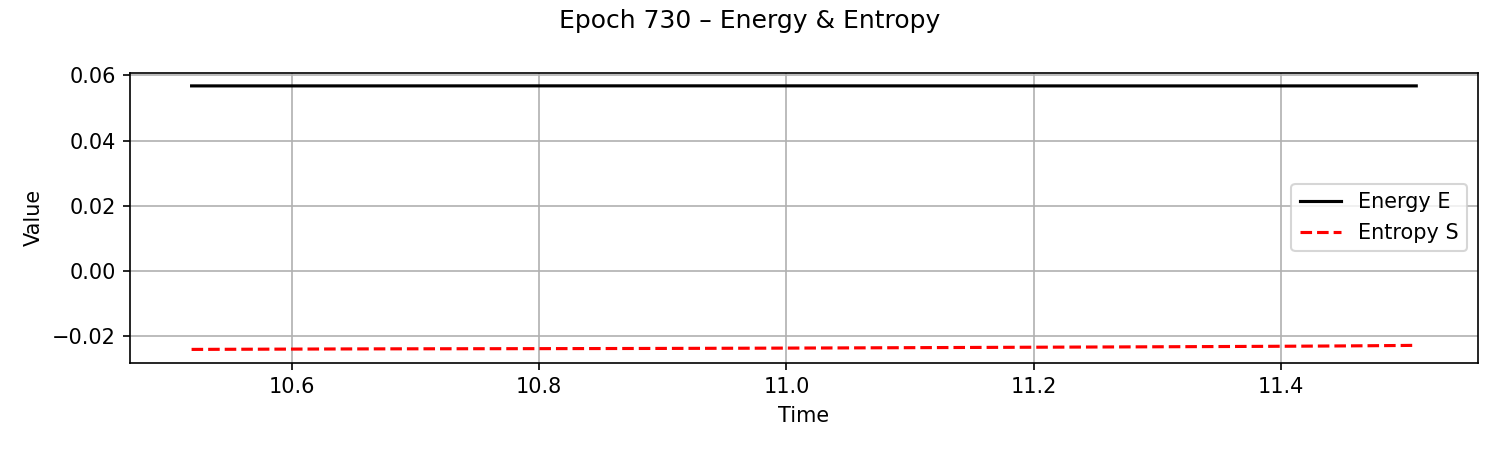 Epoch 730 – Energy & Entropy
0.06
0.04
0.02
0.00
−0.02
Value
Energy E
Entropy S
10.6 10.8 11.0 11.2 11.4
Time